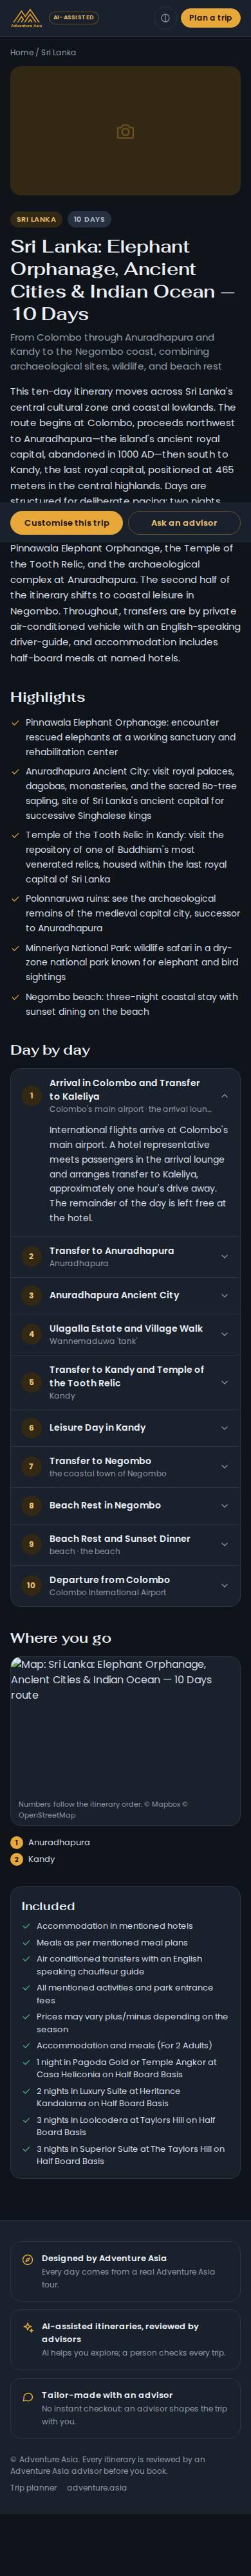 Adventure Asia
AI-ASSISTED
Plan a trip
Home / Sri Lanka
SRI LANKA
10 DAYS
Sri Lanka: Elephant
Orphanage, Ancient
Cities & Indian Ocean —
10 Days
From Colombo through Anuradhapura and
Kandy to the Negombo coast, combining
archaeological sites, wildlife, and beach rest
This ten-day itinerary moves across Sri Lanka's
central cultural zone and coastal lowlands. The
route begins at Colombo, proceeds northwest
to Anuradhapura—the island's ancient royal
capital, abandoned in 1000 AD—then south to
Kandy, the last royal capital, positioned at 465
meters in the central highlands. Days are
structured for deliberate pacing: two nights
Customise this trip
Ask an advisor
Pinnawala Elephant Orphanage, the Temple of
the Tooth Relic, and the archaeological
complex at Anuradhapura. The second half of
the itinerary shifts to coastal leisure in
Negombo. Throughout, transfers are by private
air-conditioned vehicle with an English-speaking
driver-guide, and accommodation includes
half-board meals at named hotels.
Highlights
Pinnawala Elephant Orphanage: encounter
rescued elephants at a working sanctuary and
rehabilitation center
Anuradhapura Ancient City: visit royal palaces,
dagobas, monasteries, and the sacred Bo-tree
sapling, site of Sri Lanka's ancient capital for
successive Singhalese kings
Temple of the Tooth Relic in Kandy: visit the
repository of one of Buddhism's most
venerated relics, housed within the last royal
capital of Sri Lanka
Polonnaruwa ruins: see the archaeological
remains of the medieval capital city, successor
to Anuradhapura
Minneriya National Park: wildlife safari in a dry-
zone national park known for elephant and bird
sightings
Negombo beach: three-night coastal stay with
sunset dining on the beach
Day by day
1
Arrival in Colombo and Transfer
to Kaleliya
Colombo's main airport · the arrival loun...
International flights arrive at Colombo's
main airport. A hotel representative
meets passengers in the arrival lounge
and arranges transfer to Kaleliya,
approximately one hour's drive away.
The remainder of the day is left free at
the hotel.
2
Transfer to Anuradhapura
Anuradhapura
3
Anuradhapura Ancient City
4
Ulagalla Estate and Village Walk
Wannemaduwa 'tank'
5
Transfer to Kandy and Temple of
the Tooth Relic
Kandy
6
Leisure Day in Kandy
7
Transfer to Negombo
the coastal town of Negombo
8
Beach Rest in Negombo
9
Beach Rest and Sunset Dinner
beach · the beach
10
Departure from Colombo
Colombo International Airport
Where you go
Map: Sri Lanka: Elephant Orphanage,
Ancient Cities & Indian Ocean — 10 Days
route
Numbers follow the itinerary order. © Mapbox ©
OpenStreetMap
1 Anuradhapura
2 Kandy
Included
Accommodation in mentioned hotels
Meals as per mentioned meal plans
Air conditioned transfers with an English
speaking chauffeur guide
All mentioned activities and park entrance
fees
Prices may vary plus/minus depending on the
season
Accommodation and meals (For 2 Adults)
1 night in Pagoda Gold or Temple Angkor at
Casa Heliconia on Half Board Basis
2 nights in Luxury Suite at Heritance
Kandalama on Half Board Basis
3 nights in Loolcodera at Taylors Hill on Half
Board Basis
3 nights in Superior Suite at The Taylors Hill on
Half Board Basis
Designed by Adventure Asia
Every day comes from a real Adventure Asia
tour.
AI-assisted itineraries, reviewed by
advisors
AI helps you explore; a person checks every trip.
Tailor-made with an advisor
No instant checkout: an advisor shapes the trip
with you.
© Adventure Asia. Every itinerary is reviewed by an
Adventure Asia advisor before you book.
Trip planner
adventure.asia